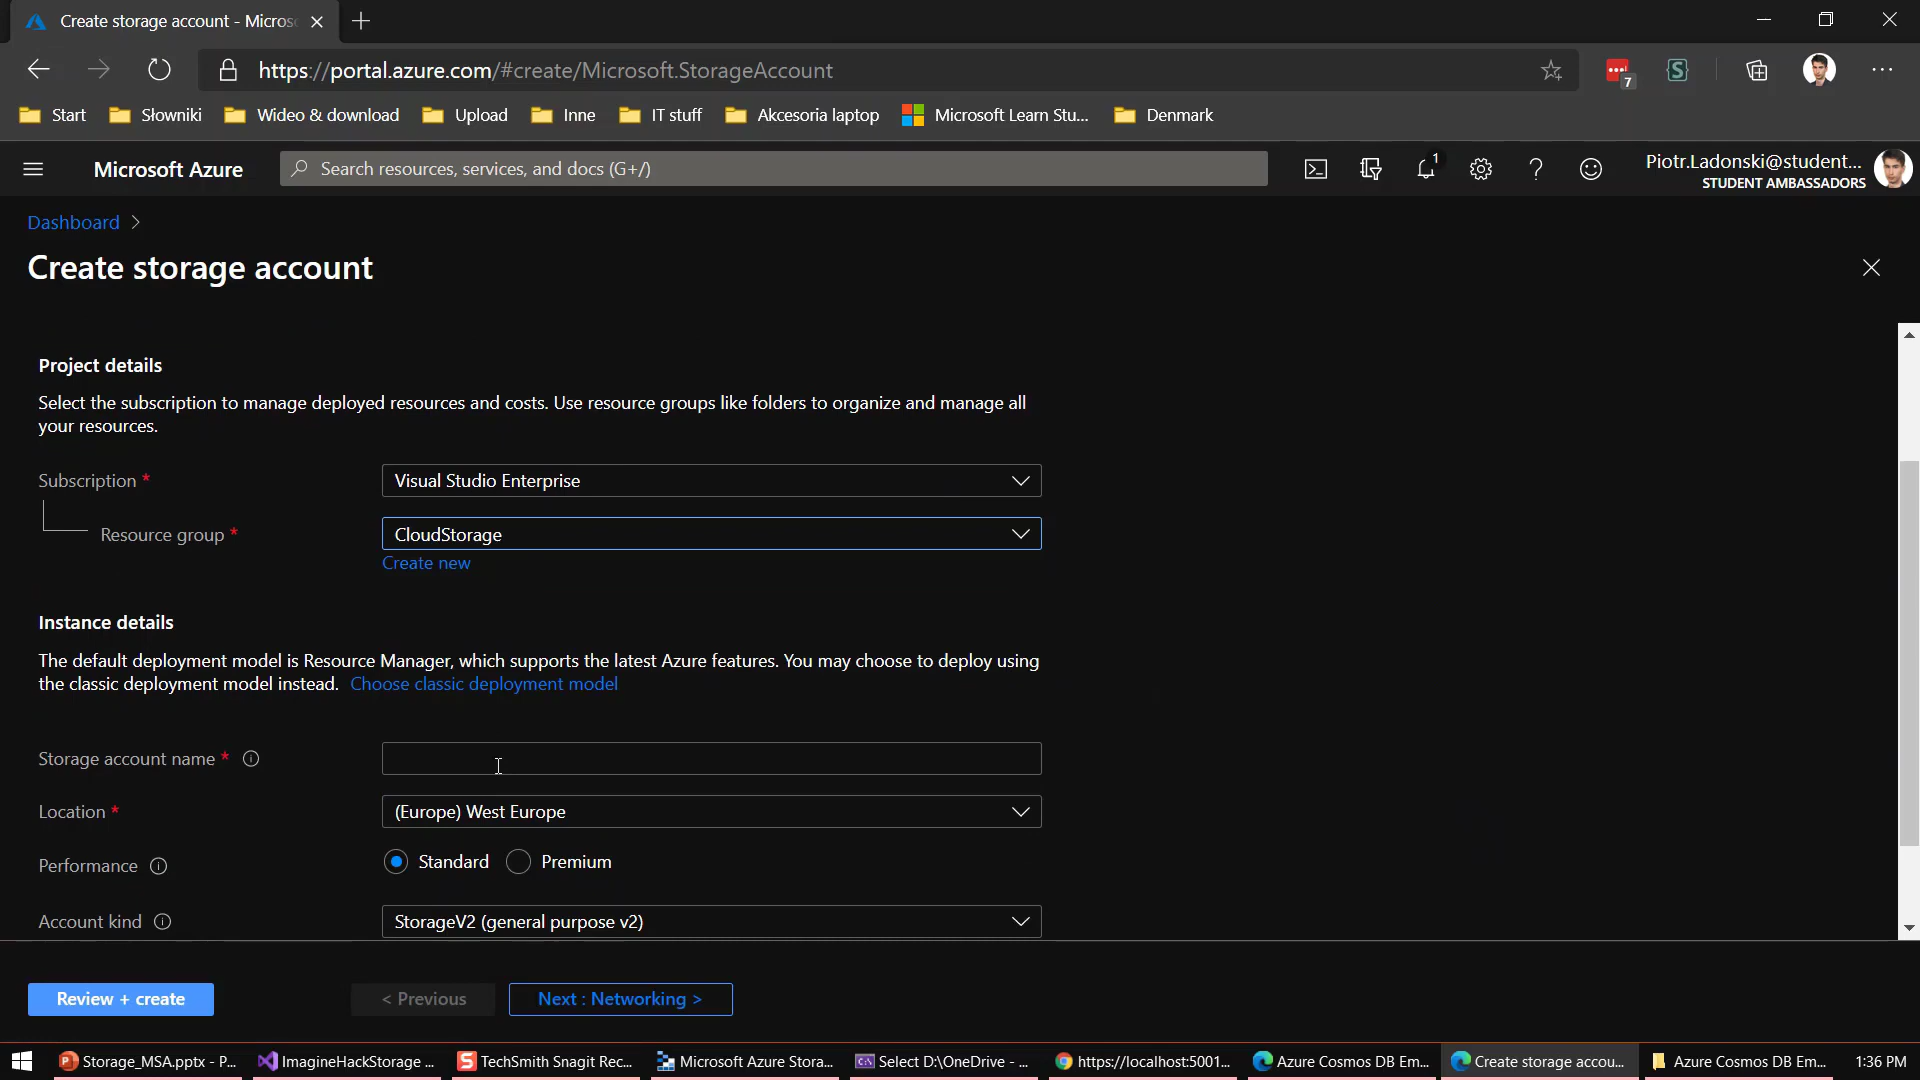 Create storage account - Micros
https://portal.azure.com/#create/Microsoft.StorageAccount
7
Start
Słowniki
Wideo & download
Upload
Inne
IT stuff
Akcesoria laptop
Microsoft Learn Stu...
Denmark
Microsoft Azure
Search resources, services, and docs (G+/)
1
Piotr.Ladonski@student...
STUDENT AMBASSADORS
Dashboard
Create storage account
Project details
Select the subscription to manage deployed resources and costs. Use resource groups like folders to organize and manage all
your resources.
Subscription *
Visual Studio Enterprise
Resource group *
CloudStorage
Create new
Instance details
The default deployment model is Resource Manager, which supports the latest Azure features. You may choose to deploy using
the classic deployment model instead. Choose classic deployment model
Storage account name *
Location *
(Europe) West Europe
Performance
Standard
Premium
Account kind
StorageV2 (general purpose v2)
Review + create
< Previous
Next : Networking >
Storage_MSA.pptx - P...
ImagineHackStorage ...
TechSmith Snagit Rec...
Microsoft Azure Stora...
Select D:\OneDrive - ...
https://localhost:5001...
Azure Cosmos DB Em...
Create storage accou...
Azure Cosmos DB Em...
1:36 PM